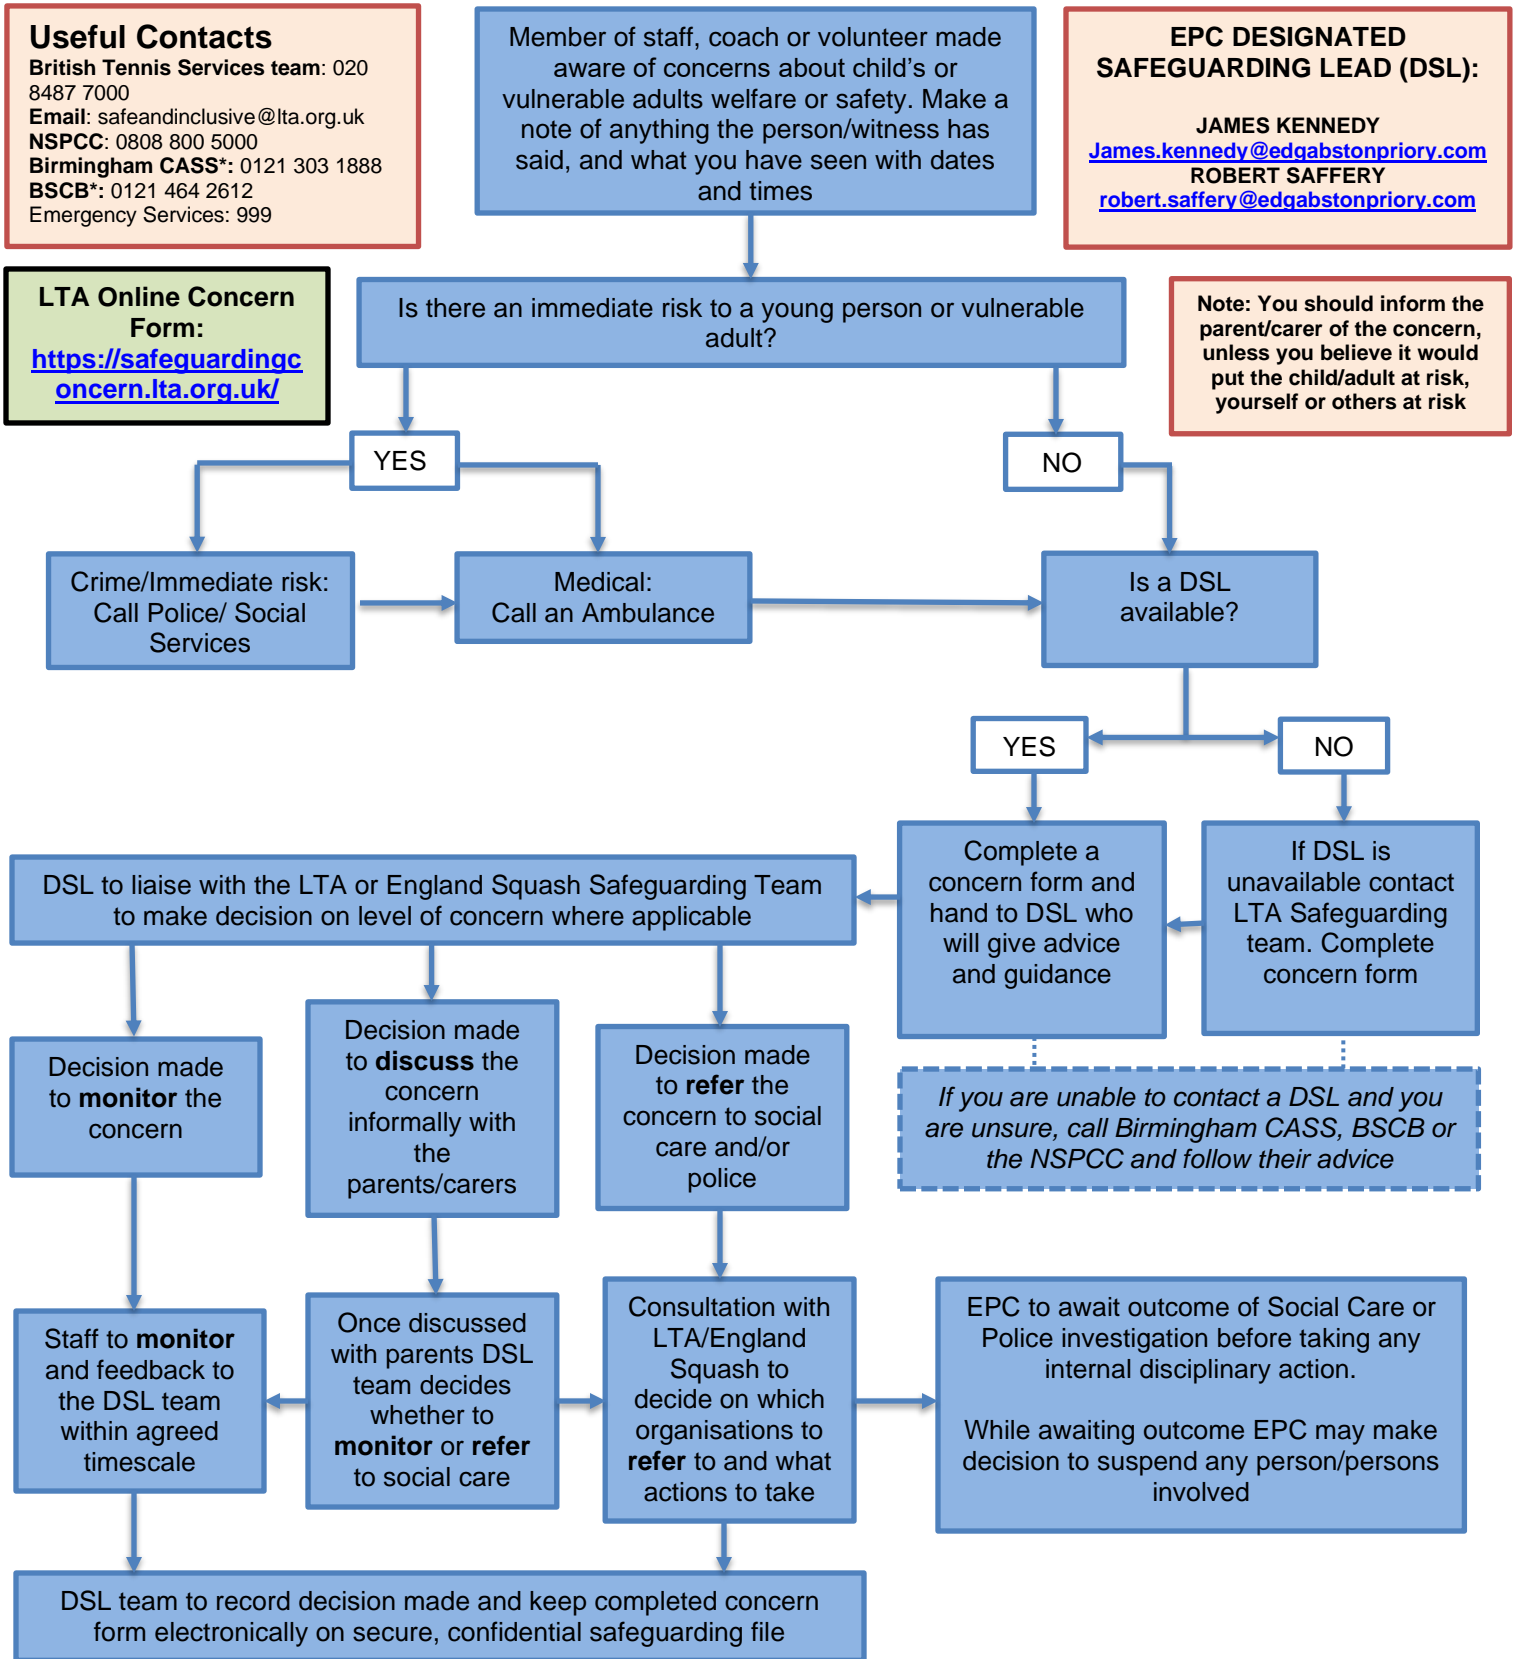 Useful Contacts
British Tennis Services team: 020
8487 7000
Email: safeandinclusive@lta.org.uk
NSPCC: 0808 800 5000
Birmingham CASS*: 0121 303 1888
BSCB*: 0121 464 2612
Emergency Services: 999
Member of staff, coach or volunteer made
aware of concerns about child's or
vulnerable adults welfare or safety. Make a
note of anything the person/witness has
said, and what you have seen with dates
and times
EPC DESIGNATED
SAFEGUARDING LEAD (DSL):
JAMES KENNEDY
James.kennedy@edgabstonpriory.com
ROBERT SAFFERY
robert.saffery@edgabstonpriory.com
LTA Online Concern
Form:
https://safeguardingc
oncern.lta.org.uk/
Is there an immediate risk to a young person or vulnerable
adult?
Note: You should inform the
parent/carer of the concern,
unless you believe it would
put the child/adult at risk,
yourself or others at risk
YES
NO
Crime/Immediate risk:
Call Police/ Social
Services
Medical:
Call an Ambulance
Is a DSL
available?
YES
NO
Complete a
concern form and
hand to DSL who
will give advice
and guidance
If DSL is
unavailable contact
LTA Safeguarding
team. Complete
concern form
DSL to liaise with the LTA or England Squash Safeguarding Team
to make decision on level of concern where applicable
Decision made
to monitor the
concern
Decision made
to discuss the
concern
informally with
the
parents/carers
Decision made
to refer the
concern to social
care and/or
police
If you are unable to contact a DSL and you
are unsure, call Birmingham CASS, BSCB or
the NSPCC and follow their advice
Staff to monitor
and feedback to
the DSL team
within agreed
timescale
Once discussed
with parents DSL
team decides
whether to
monitor or refer
to social care
Consultation with
LTA/England
Squash to
decide on which
organisations to
refer to and what
actions to take
EPC to await outcome of Social Care or
Police investigation before taking any
internal disciplinary action.
While awaiting outcome EPC may make
decision to suspend any person/persons
involved
DSL team to record decision made and keep completed concern
form electronically on secure, confidential safeguarding file